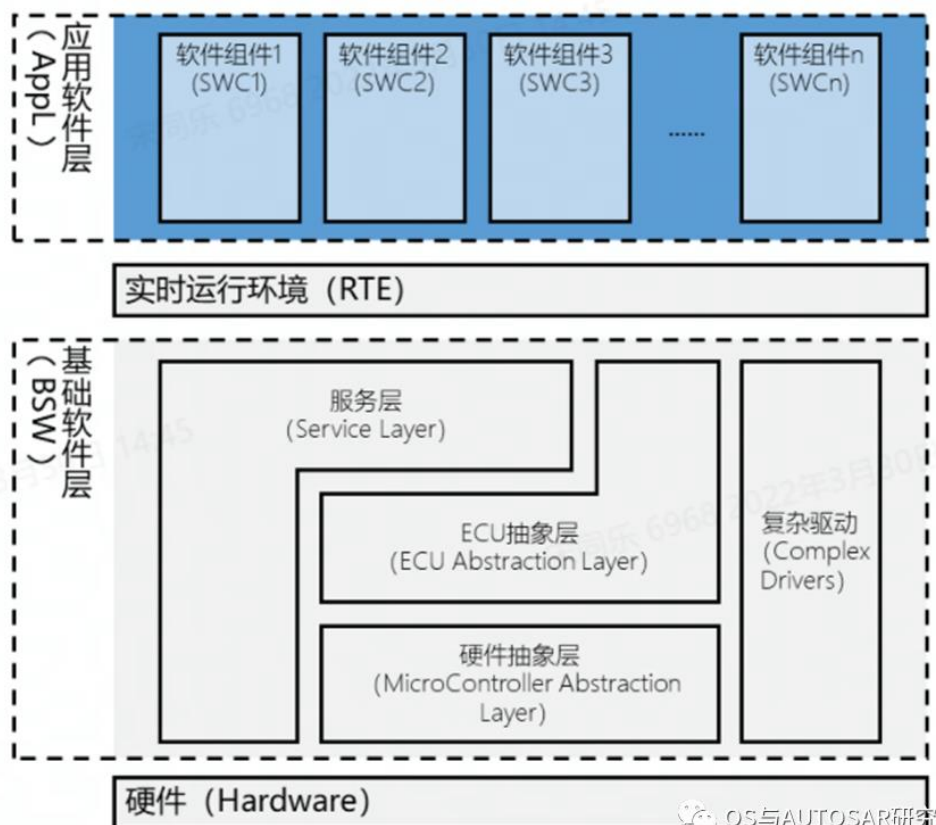 应用软件层
（AppL）
软件组件1
(SWC1)
软件组件2
(SWC2)
软件组件3
(SWC3)
......
软件组件n
(SWCn)
实时运行环境（RTE）
基础软件层
（BSW）
服务层
(Service Layer)
ECU抽象层
(ECU Abstraction Layer)
复杂驱动
(Complex
Drivers)
硬件抽象层
(MicroController Abstraction
Layer)
硬件（Hardware）
OS与AUTOSAR研究